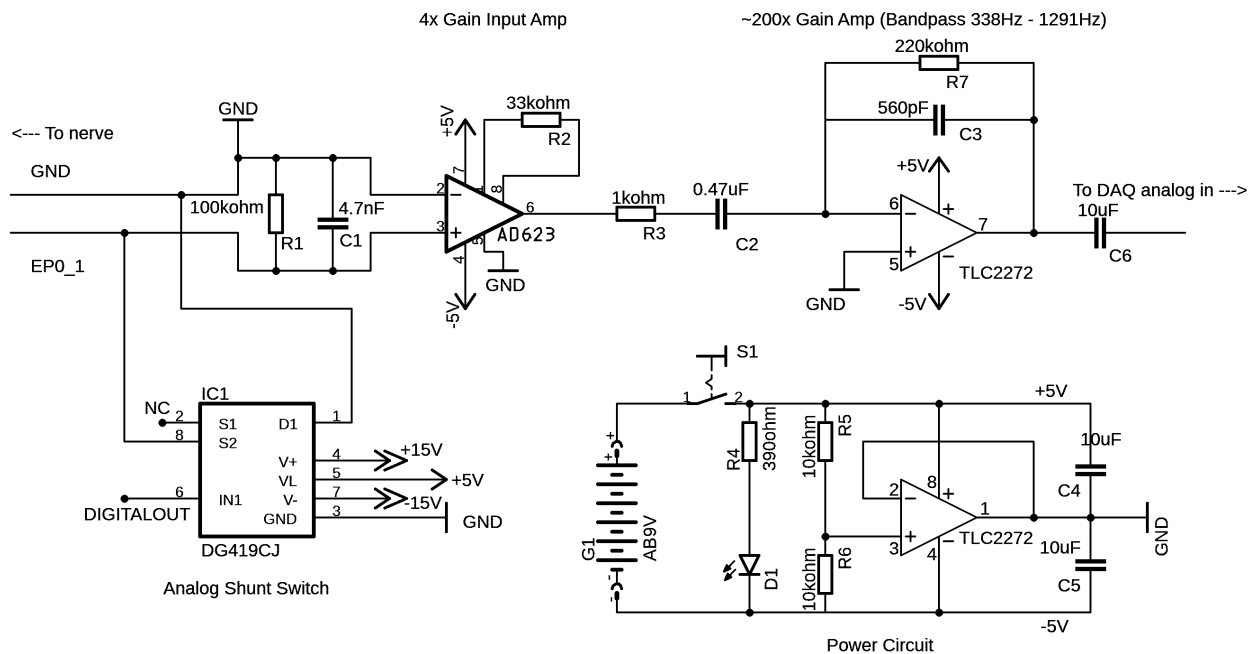 4x Gain Input Amp
~200x Gain Amp (Bandpass 338Hz - 1291Hz)
220kohm
R7
560pF
C3
<--- To nerve
GND
GND
100kohm
R1
4.7nF
C1
EP0_1
+5V
33kohm
R2
7
1
8
2
3
6
5
4
AD623
GND
-5V
1kohm
R3
0.47uF
C2
+5V
6
5
7
TLC2272
GND
-5V
To DAQ analog in --->
10uF
C6
IC1
NC
2
8
6
DIGITALOUT
S1
S2
IN1
D1
V+
VL
V-
GND
1
4
5
7
3
+15V
+5V
-15V
GND
DG419CJ
Analog Shunt Switch
S1
1
2
+5V
G1
AB9V
R4
390ohm
D1
10kohm
R5
10kohm
R6
2
3
8
4
1
TLC2272
10uF
C4
10uF
C5
GND
-5V
Power Circuit